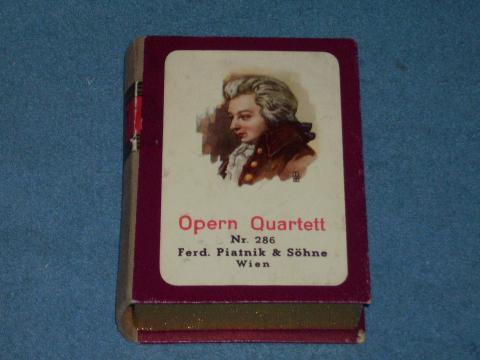 Opern Quartett
Nr. 286
Ferd. Piatnik & Söhne
Wien